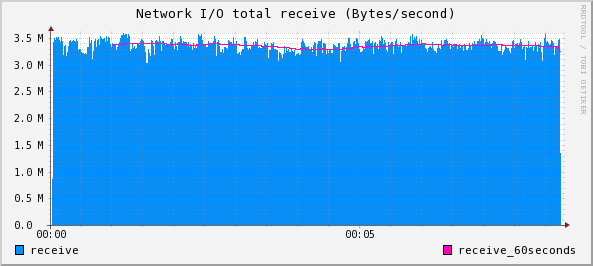 Network I/O total receive (Bytes/second)
RRDTOOL / TOBI OETIKER
3.5 M
3.0 M
2.5 M
2.0 M
1.5 M
1.0 M
0.5 M
0.0
00:00 00:05
receive receive_60seconds